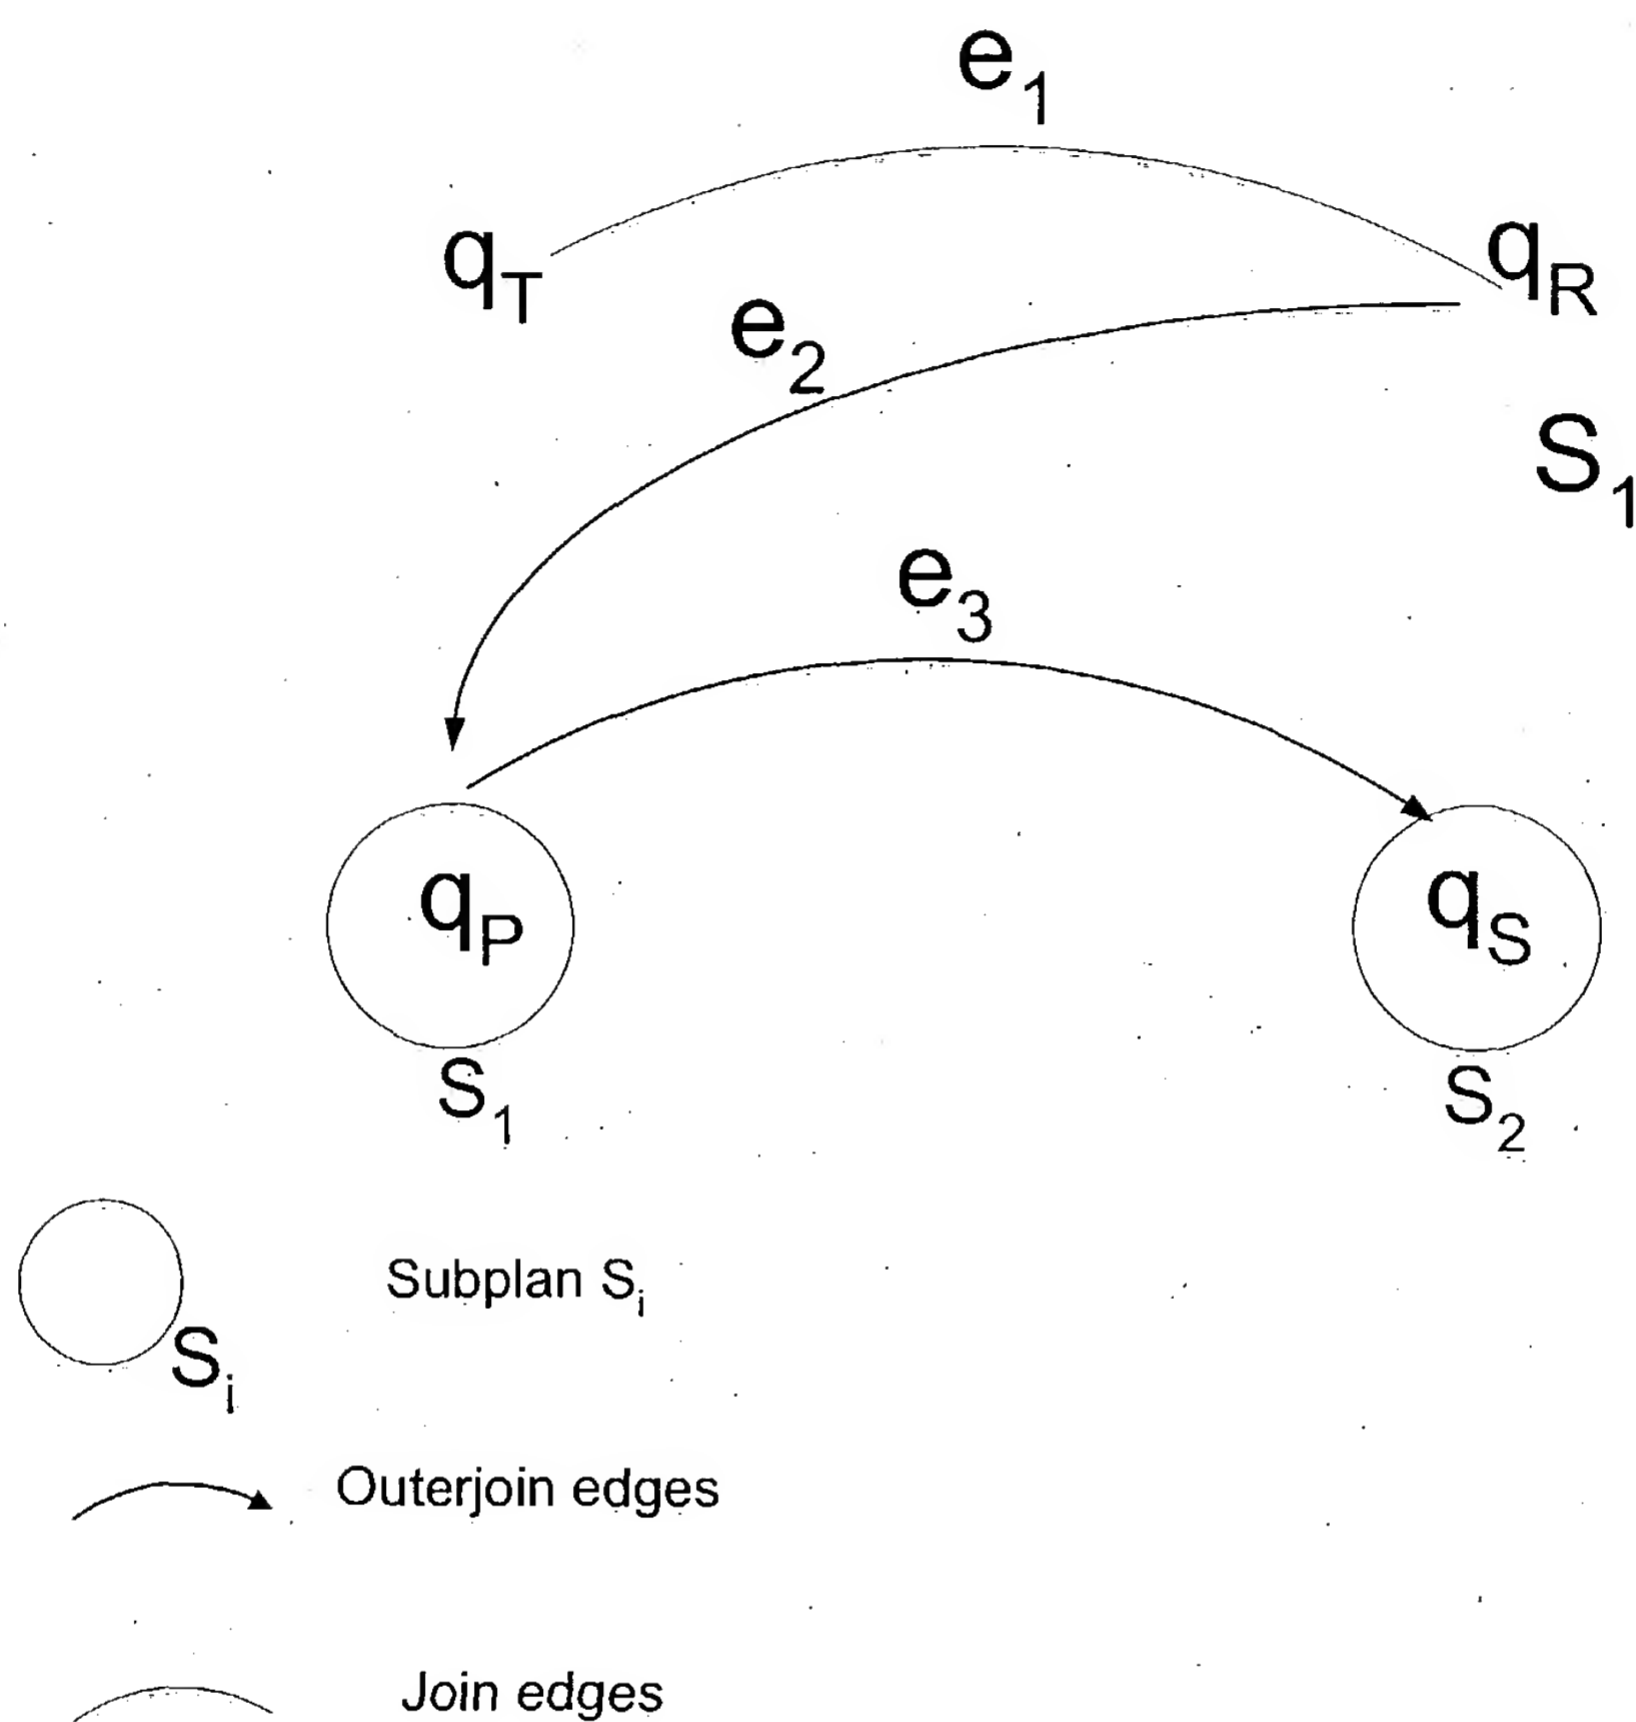 e1
qT
qR
e2
S1
e3
qP
qS
S1
S2
Subplan Si
Si
Outerjoin edges
Join edges